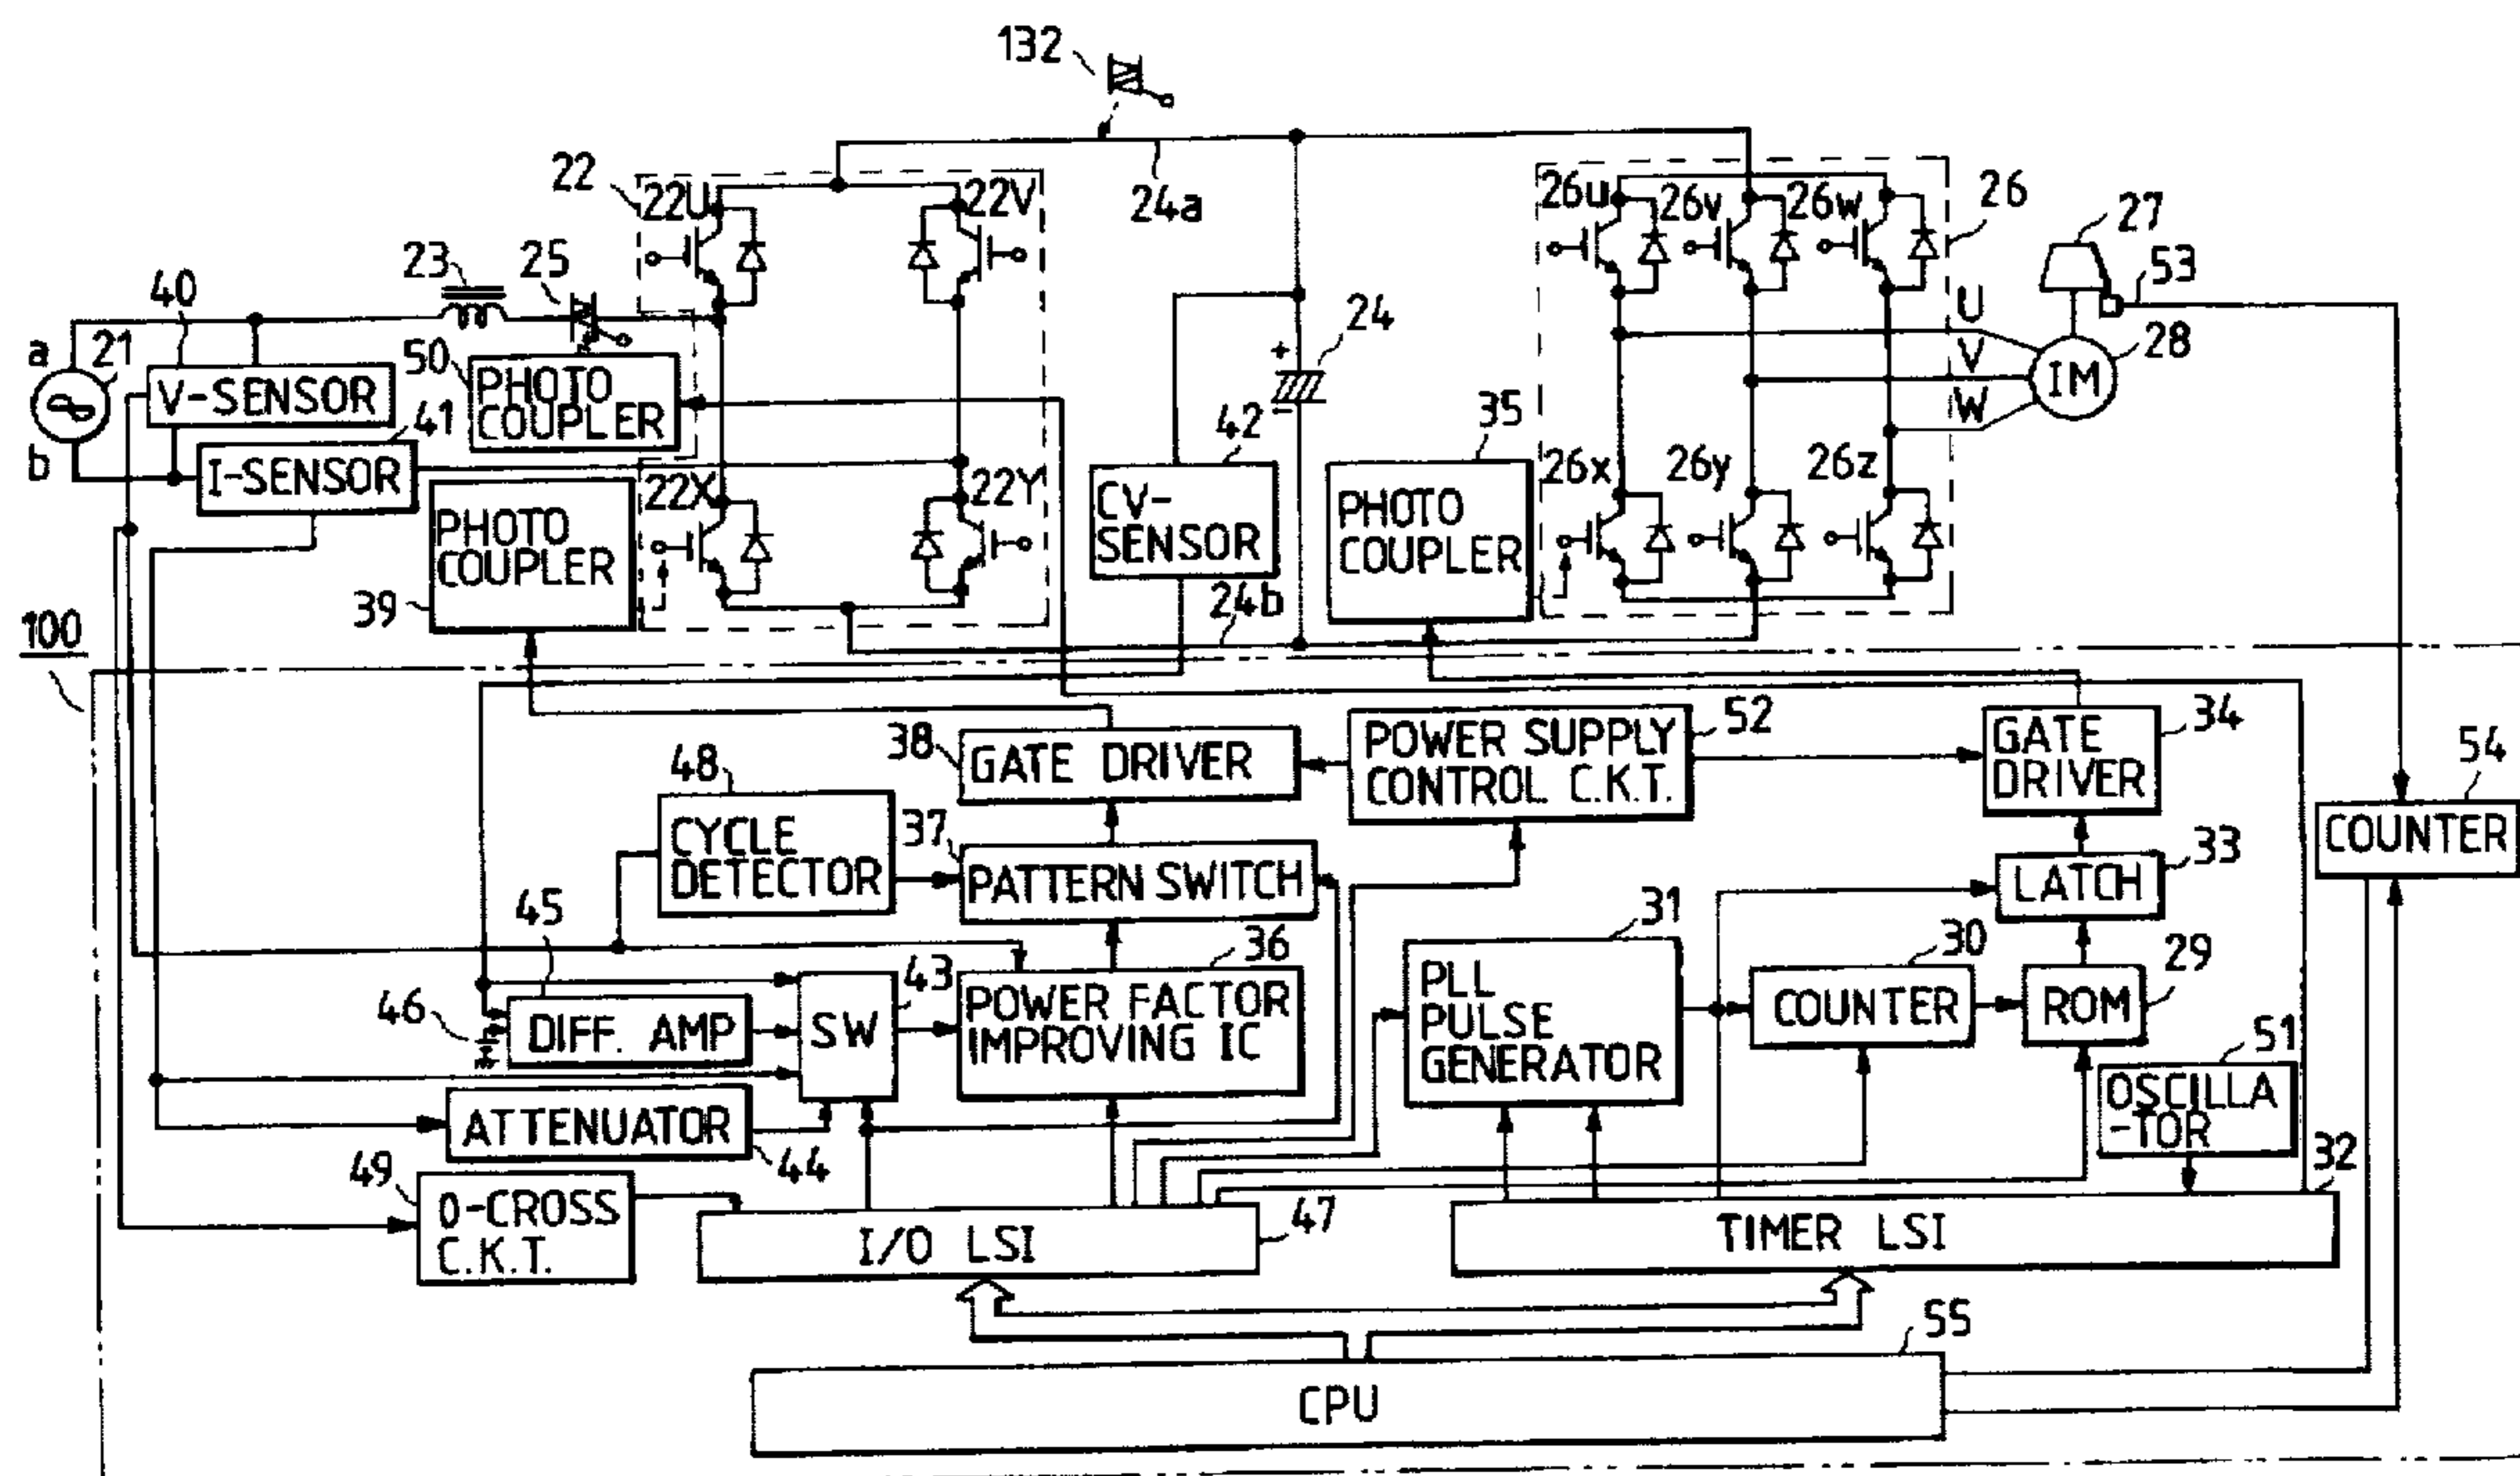 132
22
22U
22V
24a
26u
26v
26w
26
27
53
23
25
40
a
21
50
PHOTO
COUPLER
V-SENSOR
41
b
I-SENSOR
22X
22Y
42
CV-
SENSOR
+
24
-
35
PHOTO
COUPLER
U
V
W
IM
28
26x
26y
26z
PHOTO
COUPLER
39
24b
100
38
GATE DRIVER
POWER SUPPLY
CONTROL C.K.T.
52
GATE
DRIVER
34
54
COUNTER
48
CYCLE
DETECTOR
37
PATTERN SWITCH
LATCH
33
45
46
DIFF. AMP
SW
43
36
POWER FACTOR
IMPROVING IC
31
PLL
PULSE
GENERATOR
30
COUNTER
ROM
29
51
OSCILLA
-TOR
ATTENUATOR
44
49
0-CROSS
C.K.T.
I/O LSI
47
TIMER LSI
32
55
CPU